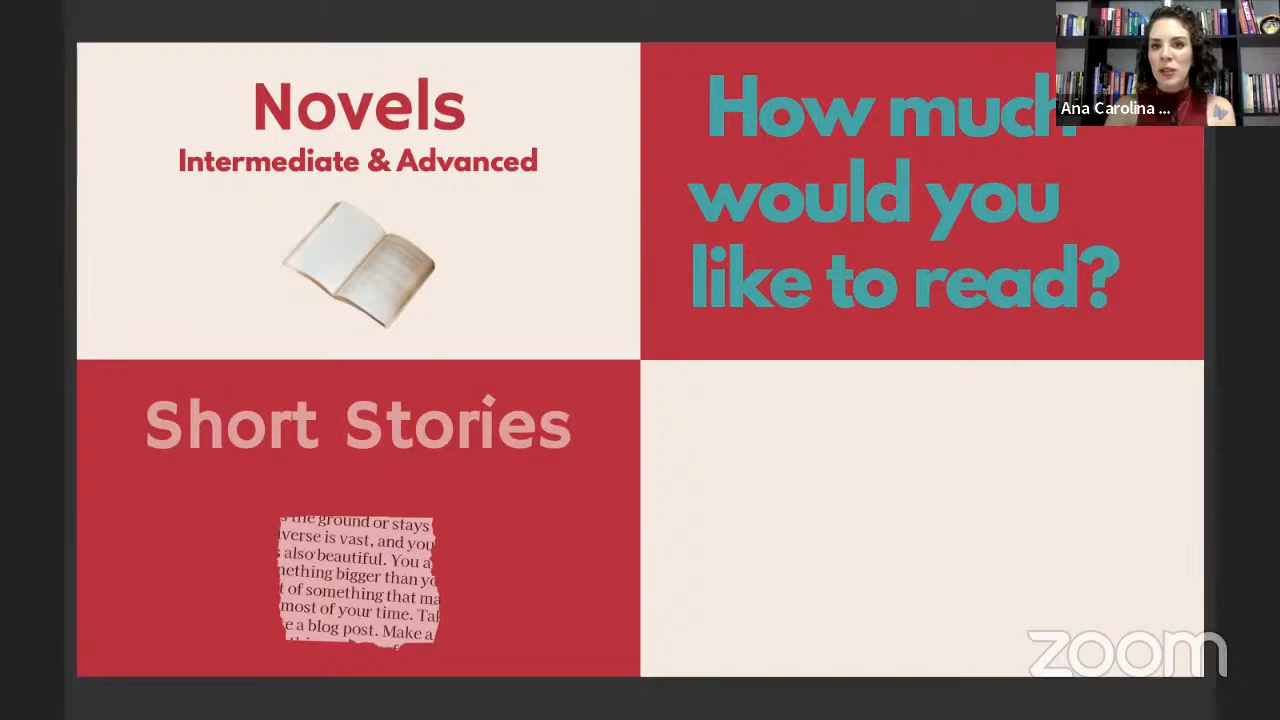 Novels
Intermediate & Advanced
How much
would you
like to read?
Ana Carolina ...
Short Stories
the ground or stays
verse is vast, and you
also beautiful. You a
ething bigger than yo
t of something that ma
most of your time. Tal
e a blog post. Make a
zoom